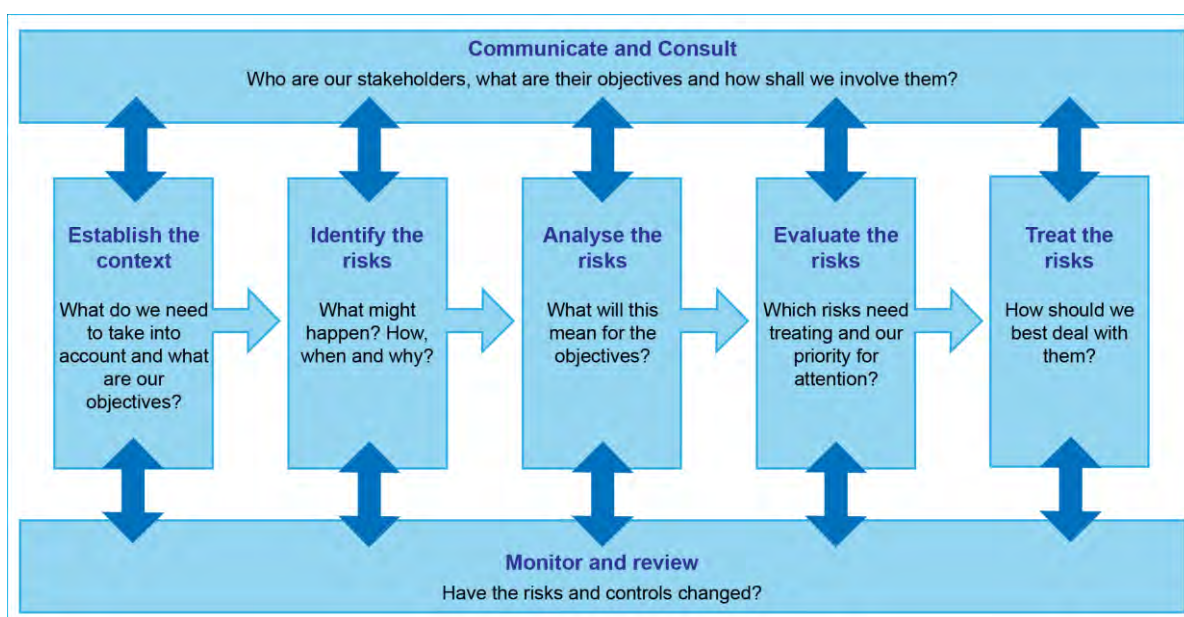 Communicate and Consult
Who are our stakeholders, what are their objectives and how shall we involve them?
Establish the
context
What do we need
to take into
account and what
are our
objectives?
Identify the
risks
What might
happen? How,
when and why?
Analyse the
risks
What will this
mean for the
objectives?
Evaluate the
risks
Which risks need
treating and our
priority for
attention?
Treat the
risks
How should we
best deal with
them?
Monitor and review
Have the risks and controls changed?